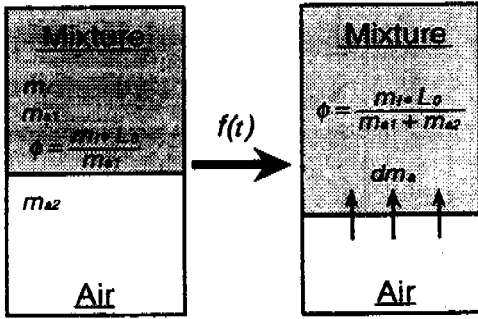 Mixture
m_f
m_a1
ϕ = m_f • L_0 / m_a1
m_a2
Air
f(t)
Mixture
ϕ = m_f • L_0 / m_a1 + m_a2
dm_a
Air